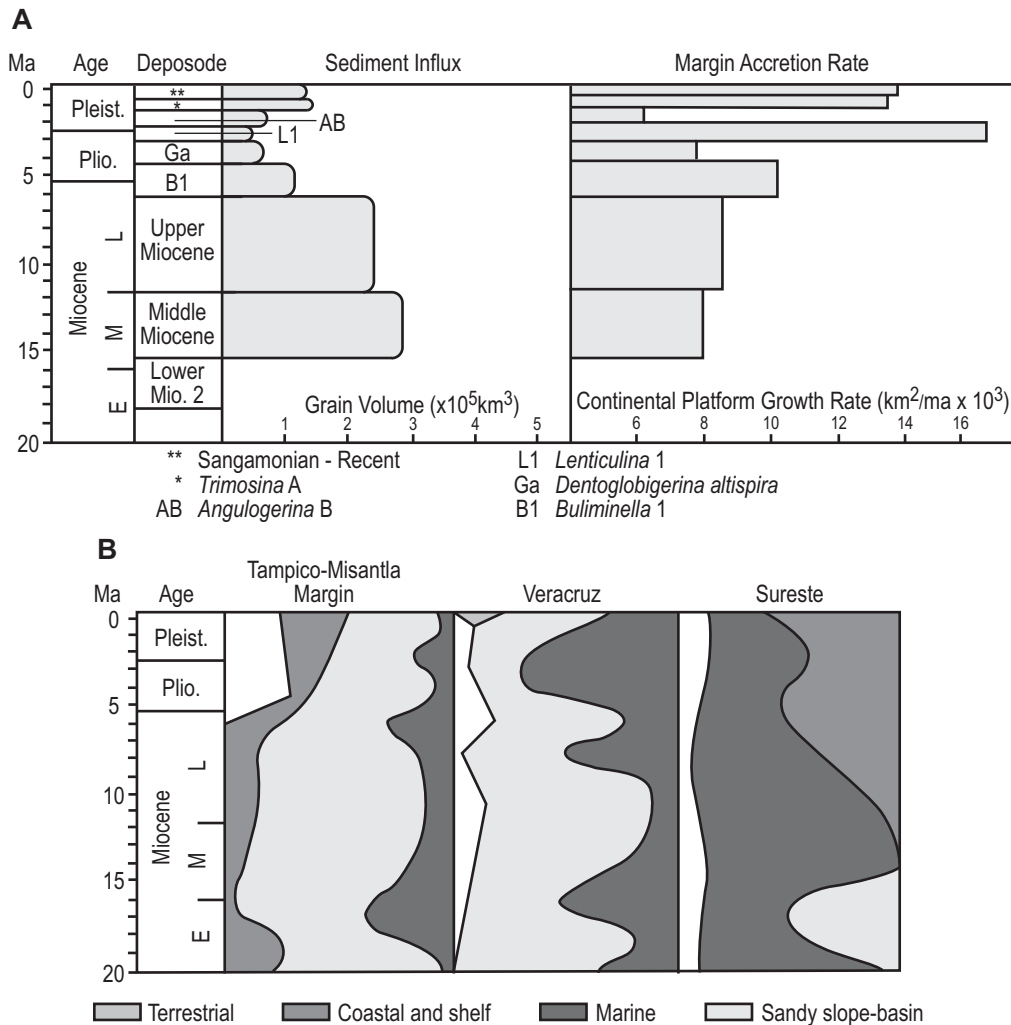 A
Ma Age Deposode Sediment Influx Margin Accretion Rate
0
Pleist.
**
*
AB
L1
Plio.
Ga
5
B1
Miocene
L
Upper
Miocene
10
M
Middle
Miocene
15
E
Lower
Mio. 2
20
Grain Volume (x10⁵km³)
1 2 3 4 5
Continental Platform Growth Rate (km²/ma x 10³)
6 8 10 12 14 16
** Sangamonian - Recent
* Trimosina A
AB Angulogerina B
L1 Lenticulina 1
Ga Dentoglobigerina altispira
B1 Buliminella 1
B
Ma Age Tampico-Misantla
Margin
Veracruz Sureste
0
Pleist.
Plio.
5
Miocene
L
10
M
15
E
20
Terrestrial Coastal and shelf Marine Sandy slope-basin